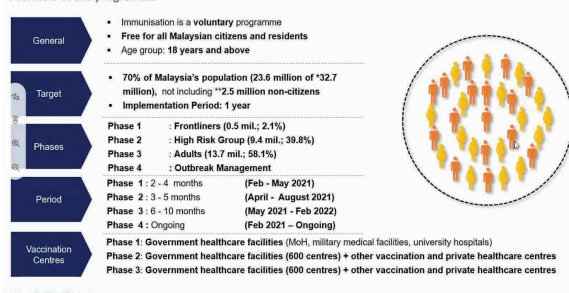 General
▪ Immunisation is a voluntary programme
▪ Free for all Malaysian citizens and residents
▪ Age group: 18 years and above
Target
▪ 70% of Malaysia's population (23.6 million of *32.7
million), not including **2.5 million non-citizens
▪ Implementation Period: 1 year
Phases
Phase 1 : Frontliners (0.5 mil.; 2.1%)
Phase 2 : High Risk Group (9.4 mil.; 39.8%)
Phase 3 : Adults (13.7 mil.; 58.1%)
Phase 4 : Outbreak Management
Period
Phase 1 : 2 - 4 months (Feb - May 2021)
Phase 2 : 3 - 5 months (April - August 2021)
Phase 3 : 6 - 10 months (May 2021 - Feb 2022)
Phase 4 : Ongoing (Feb 2021 – Ongoing)
Vaccination
Centres
Phase 1: Government healthcare facilities (MoH, military medical facilities, university hospitals)
Phase 2: Government healthcare facilities (600 centres) + other vaccination and private healthcare centres
Phase 3: Government healthcare facilities (600 centres) + other vaccination and private healthcare centres